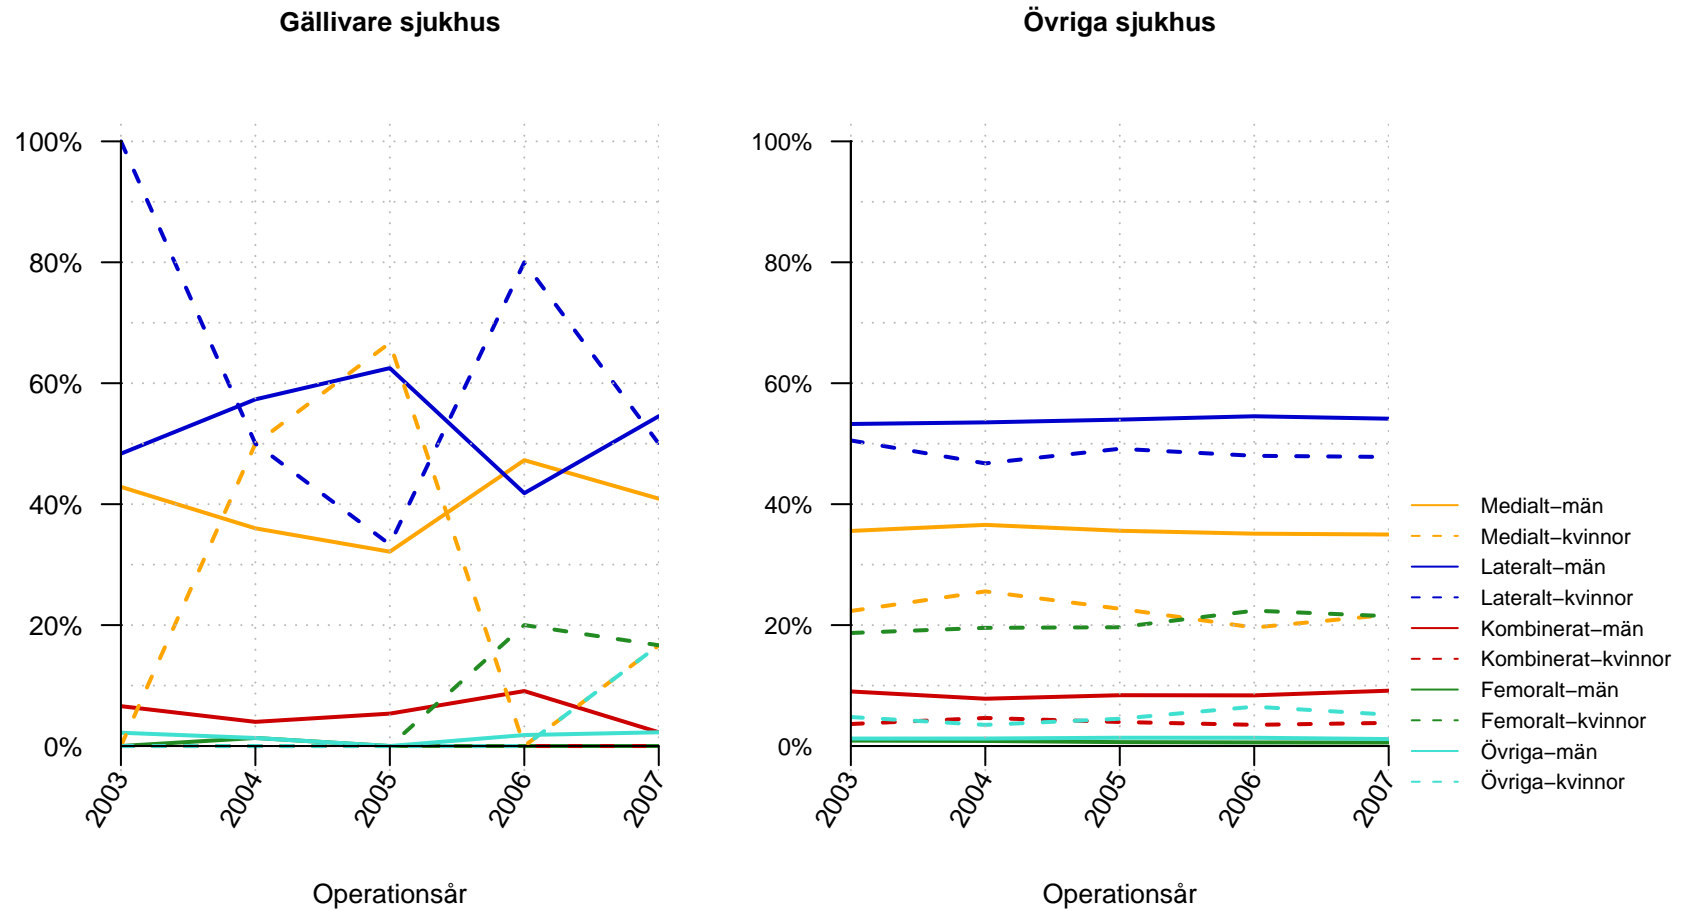 Gällivare sjukhus
100%
80%
60%
40%
20%
0%
2003
2004
2005
2006
2007
Operationsår
Övriga sjukhus
100%
80%
60%
40%
20%
0%
2003
2004
2005
2006
2007
Operationsår
Medialt−män
Medialt−kvinnor
Lateralt−män
Lateralt−kvinnor
Kombinerat−män
Kombinerat−kvinnor
Femoralt−män
Femoralt−kvinnor
Övriga−män
Övriga−kvinnor